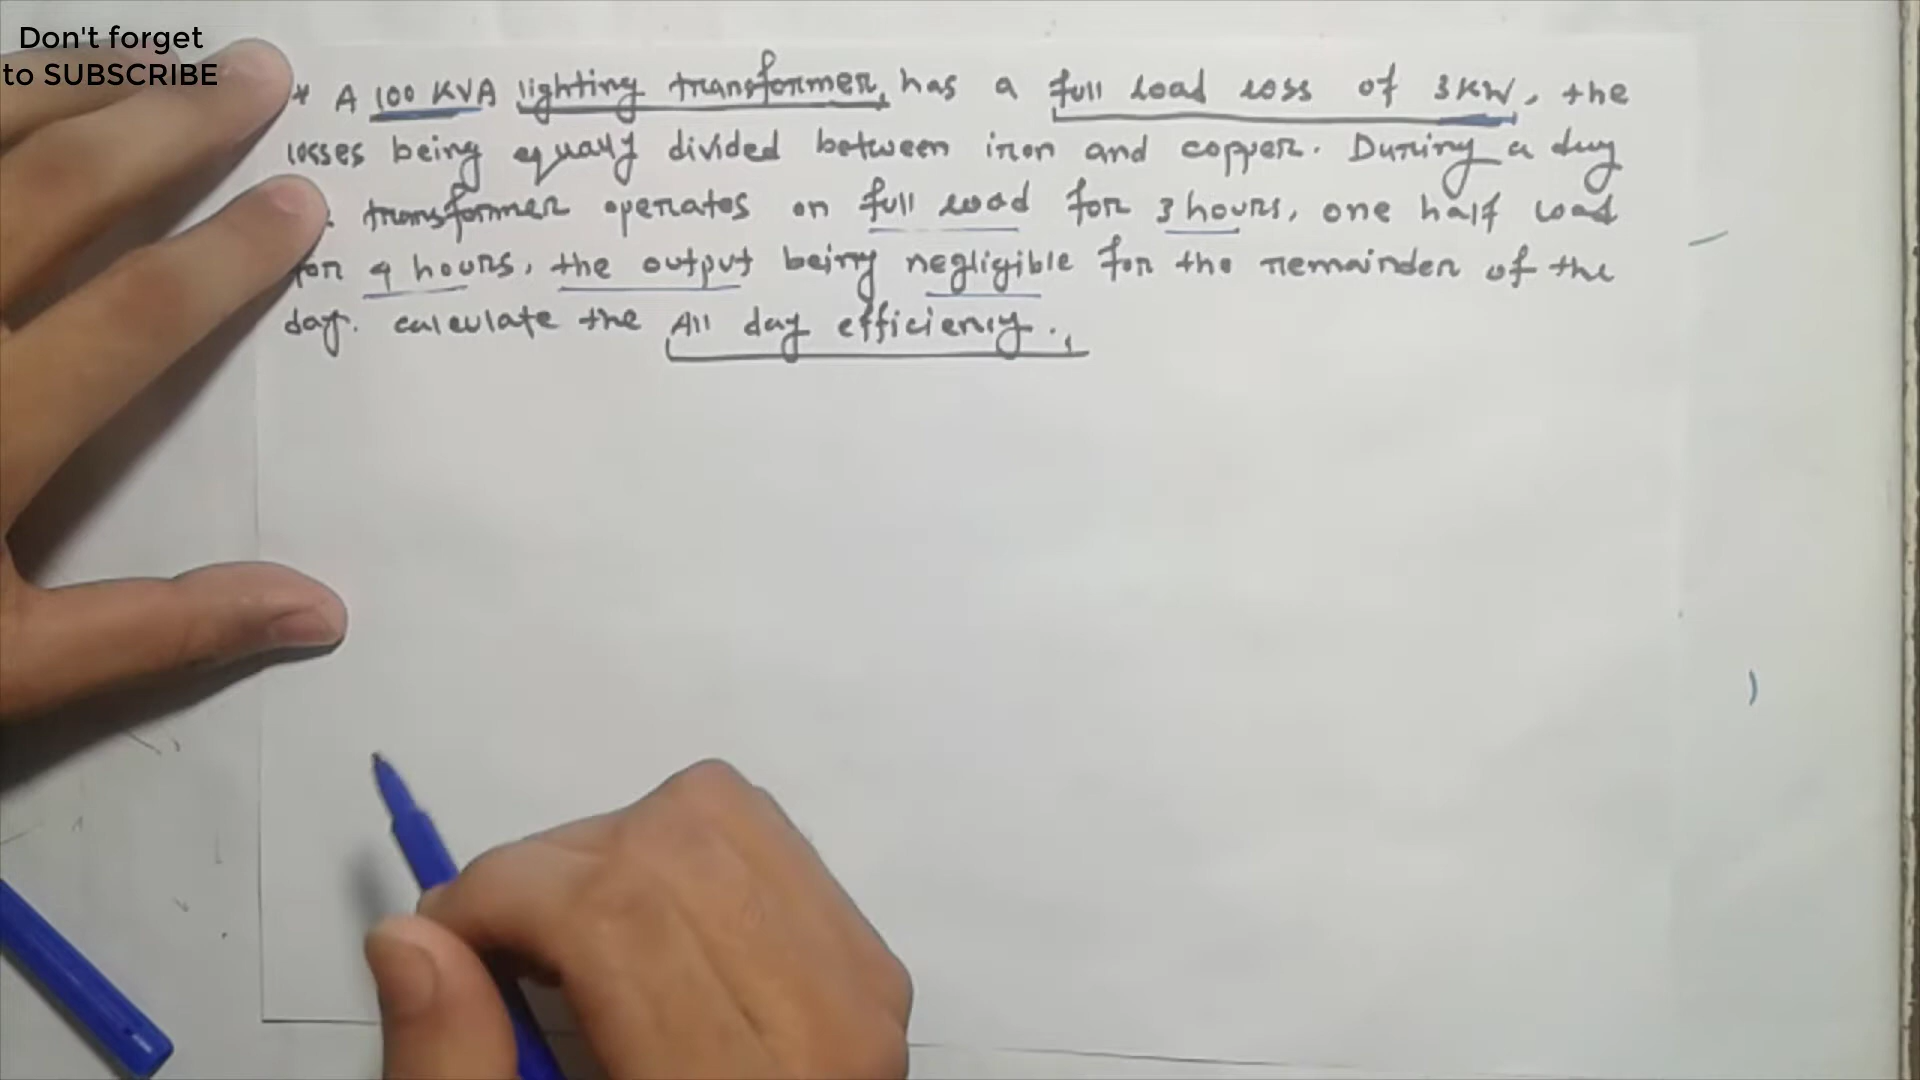 Don't forget
to SUBSCRIBE
* A 100 KVA lighting transformer, has a full load loss of 3KW, the
losses being equally divided between iron and copper. During a day
transformer operates on full load for 3 hours, one half load
for 4 hours, the output being negligible for the remainder of the
day. calculate the All day efficiency.